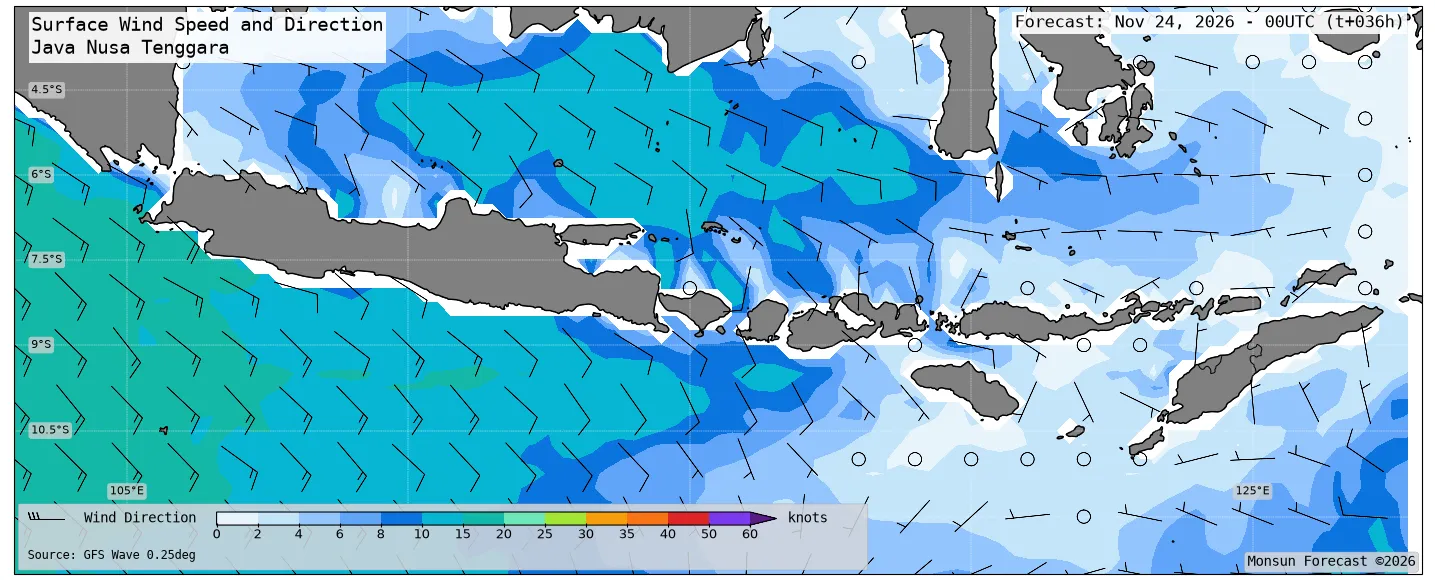 Surface Wind Speed and Direction
Java Nusa Tenggara
Forecast: Nov 24, 2026 - 00UTC (t+036h)
4.5°S
6°S
7.5°S
9°S
10.5°S
105°E
125°E
Wind Direction
0 2 4 6 8 10 15 20 25 30 35 40 50 60
knots
Source: GFS Wave 0.25deg
Monsun Forecast ©2026